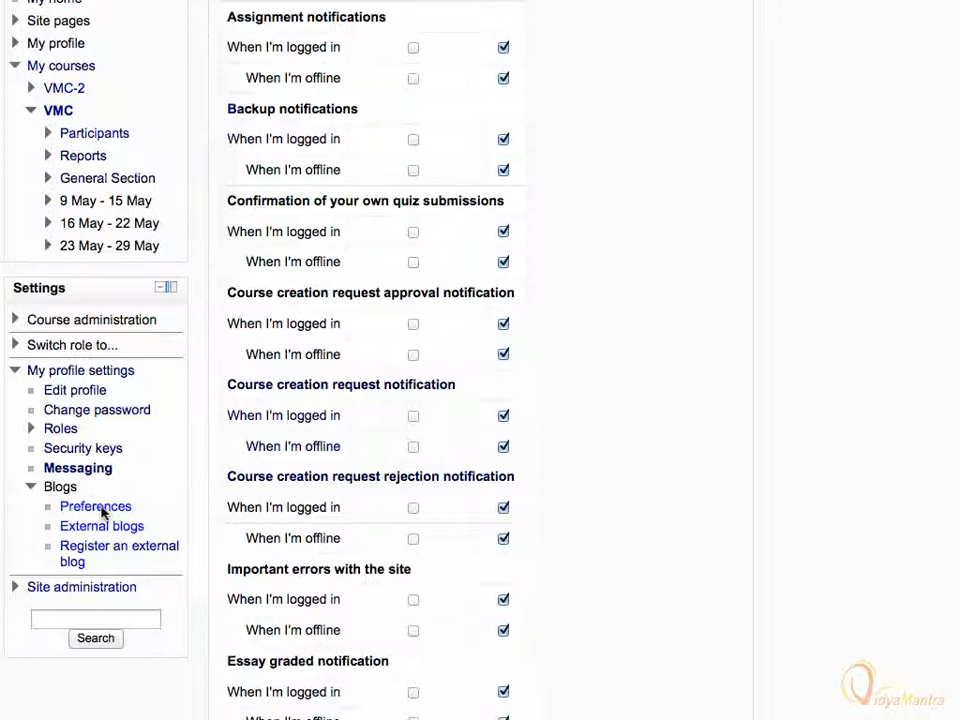 My home
Site pages
My profile
My courses
VMC-2
VMC
Participants
Reports
General Section
9 May - 15 May
16 May - 22 May
23 May - 29 May
Settings
Course administration
Switch role to...
My profile settings
Edit profile
Change password
Roles
Security keys
Messaging
Blogs
Preferences
External blogs
Register an external
blog
Site administration
Search
Assignment notifications
When I'm logged in
When I'm offline
Backup notifications
When I'm logged in
When I'm offline
Confirmation of your own quiz submissions
When I'm logged in
When I'm offline
Course creation request approval notification
When I'm logged in
When I'm offline
Course creation request notification
When I'm logged in
When I'm offline
Course creation request rejection notification
When I'm logged in
When I'm offline
Important errors with the site
When I'm logged in
When I'm offline
Essay graded notification
When I'm logged in
When I'm offline
VidyaMantra